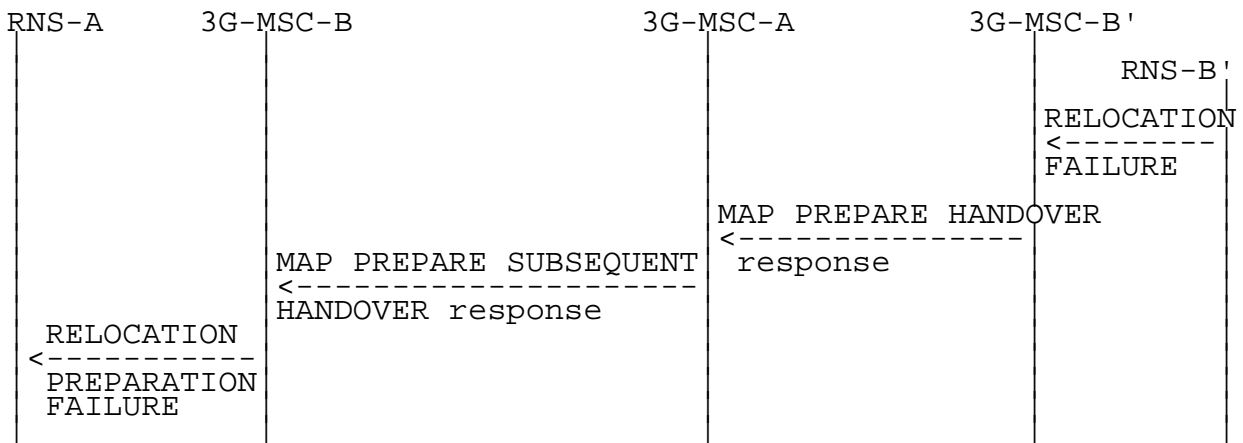 RNS-A 3G-MSC-B 3G-MSC-A 3G-MSC-B'
RNS-B'
RELOCATION
<--------
FAILURE
MAP PREPARE HANDOVER
<---------------
response
MAP PREPARE SUBSEQUENT
<---------------------
HANDOVER response
RELOCATION
<-----------
PREPARATION
FAILURE